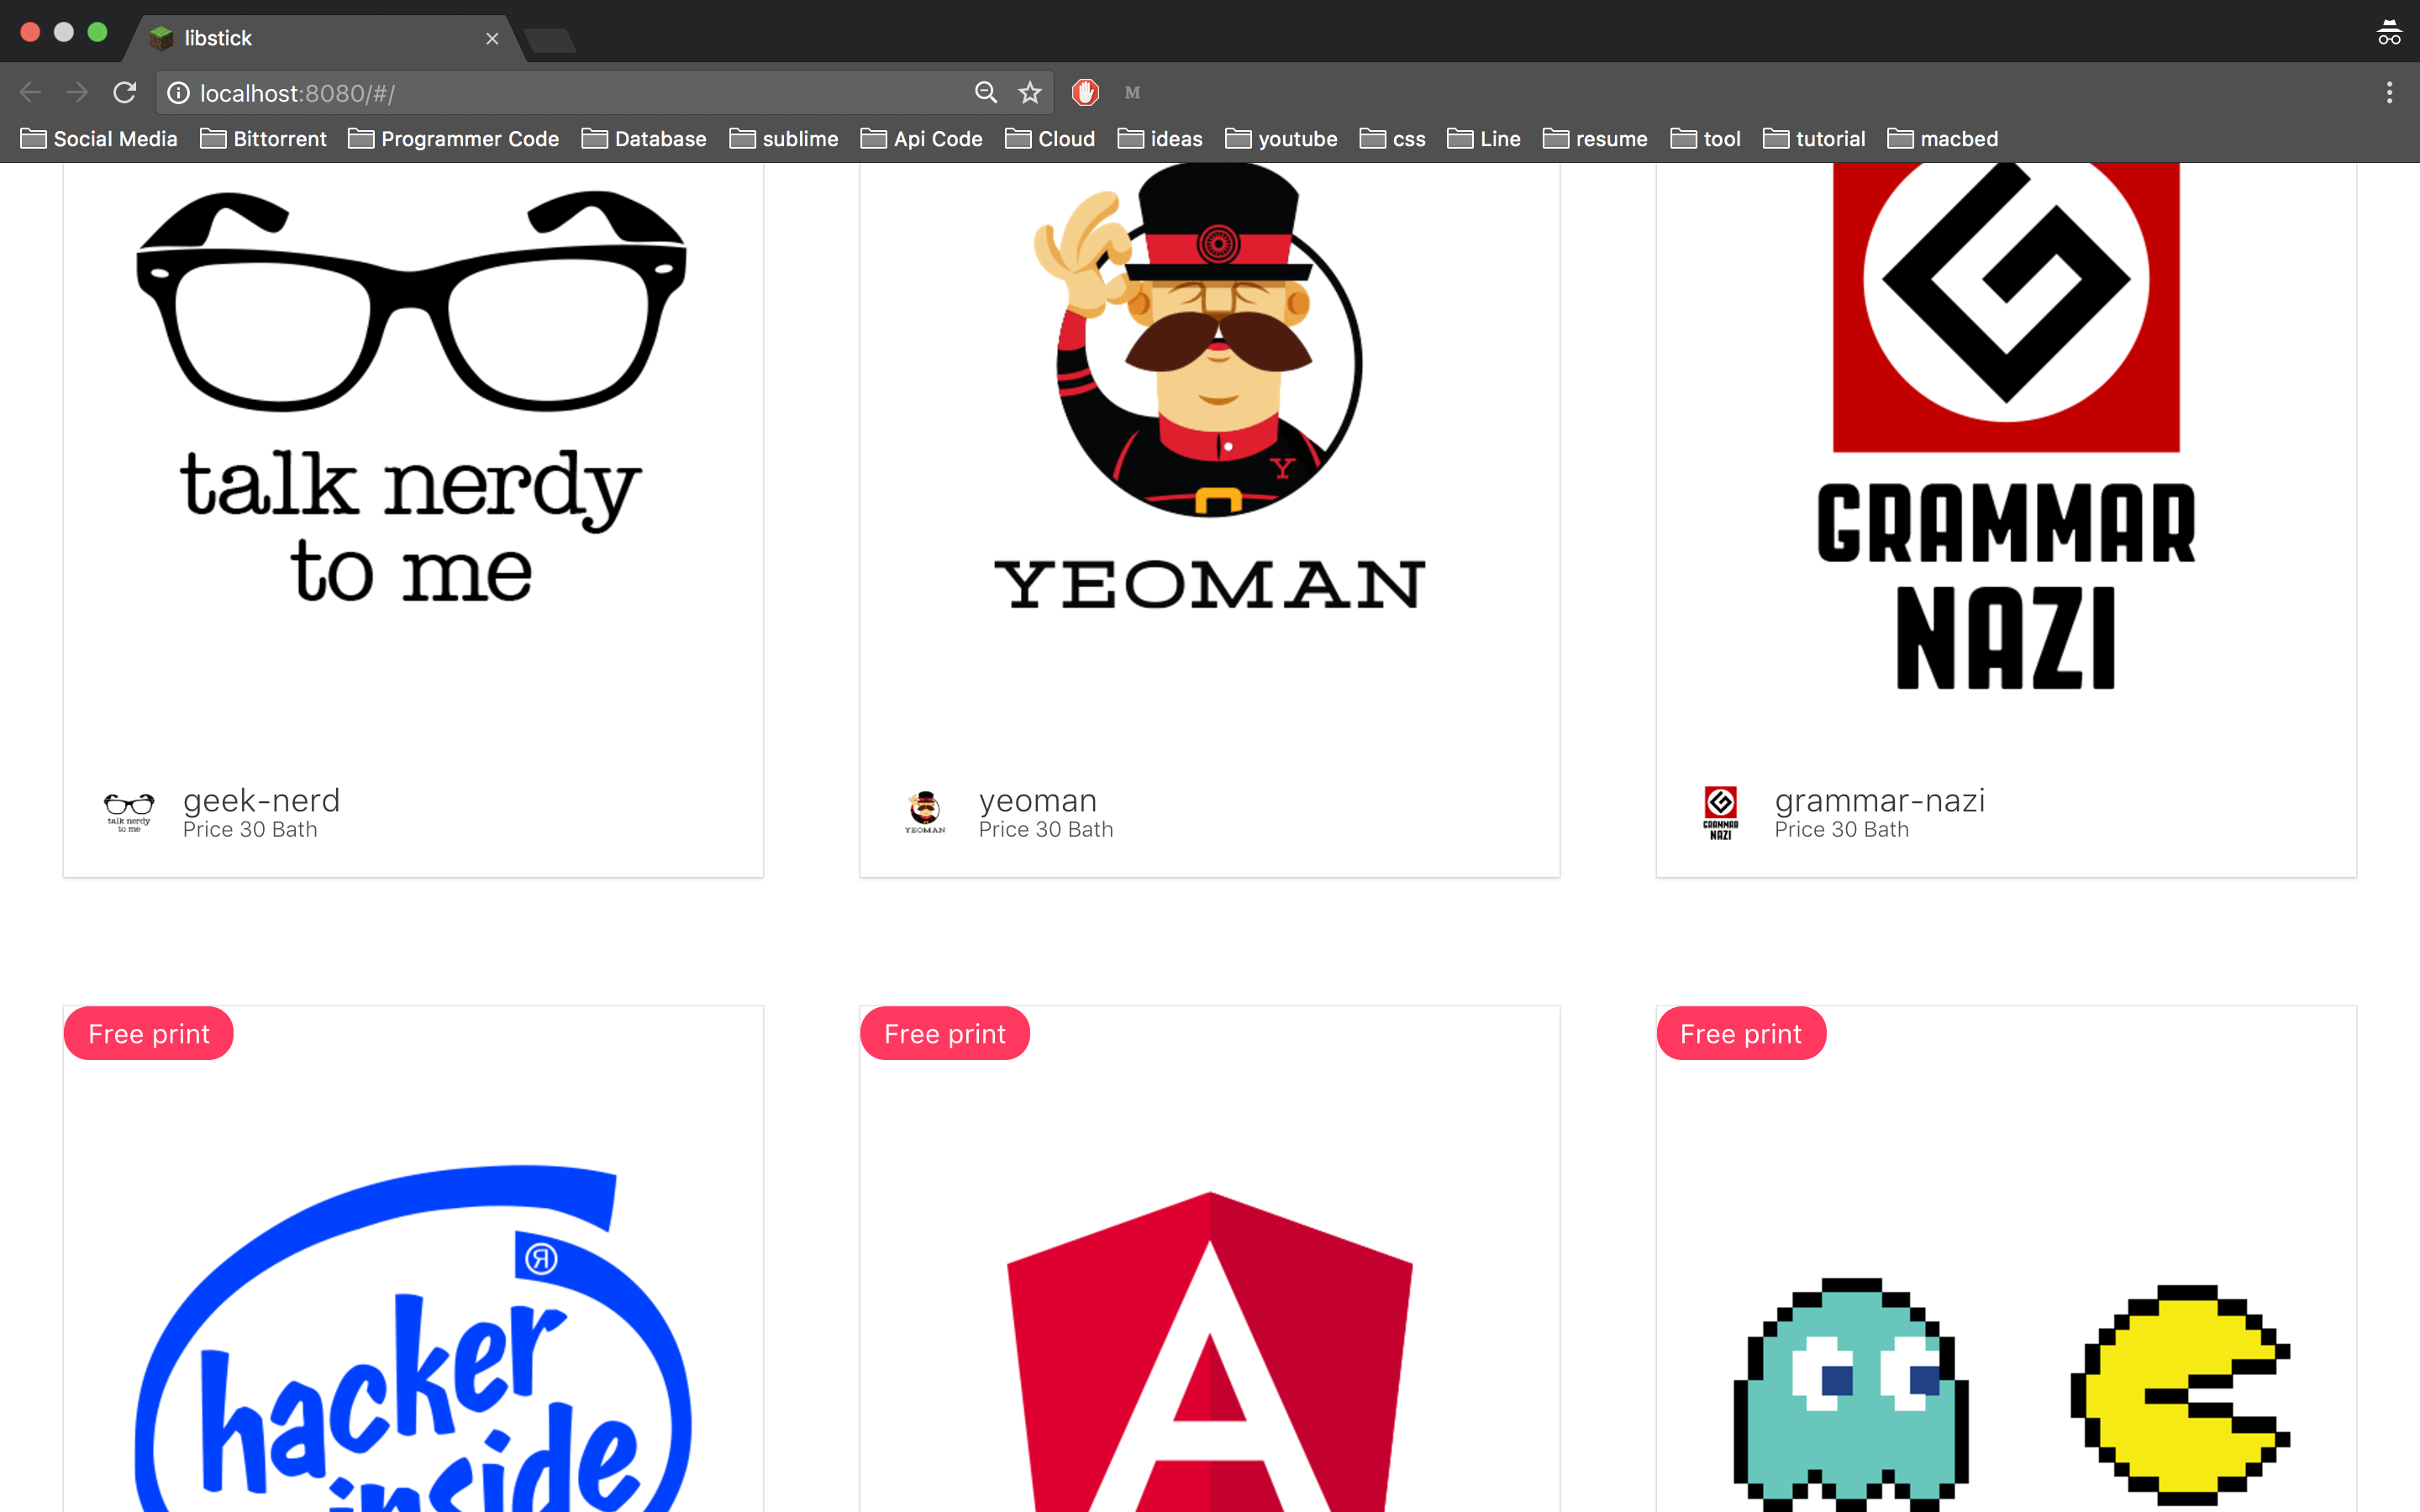 libstick
localhost:8080/#/
M
Social Media Bittorrent Programmer Code Database sublime Api Code Cloud ideas youtube css Line resume tool tutorial macbed
talk nerdy
to me
Y
YEOMAN
G
GRAMMAR
NAZI
talk nerdy
to me
geek-nerd
Price 30 Bath
YEOMAN
yeoman
Price 30 Bath
GRAMMAR
NAZI
grammar-nazi
Price 30 Bath
Free print
Free print
Free print
Я
hacker
inside
A